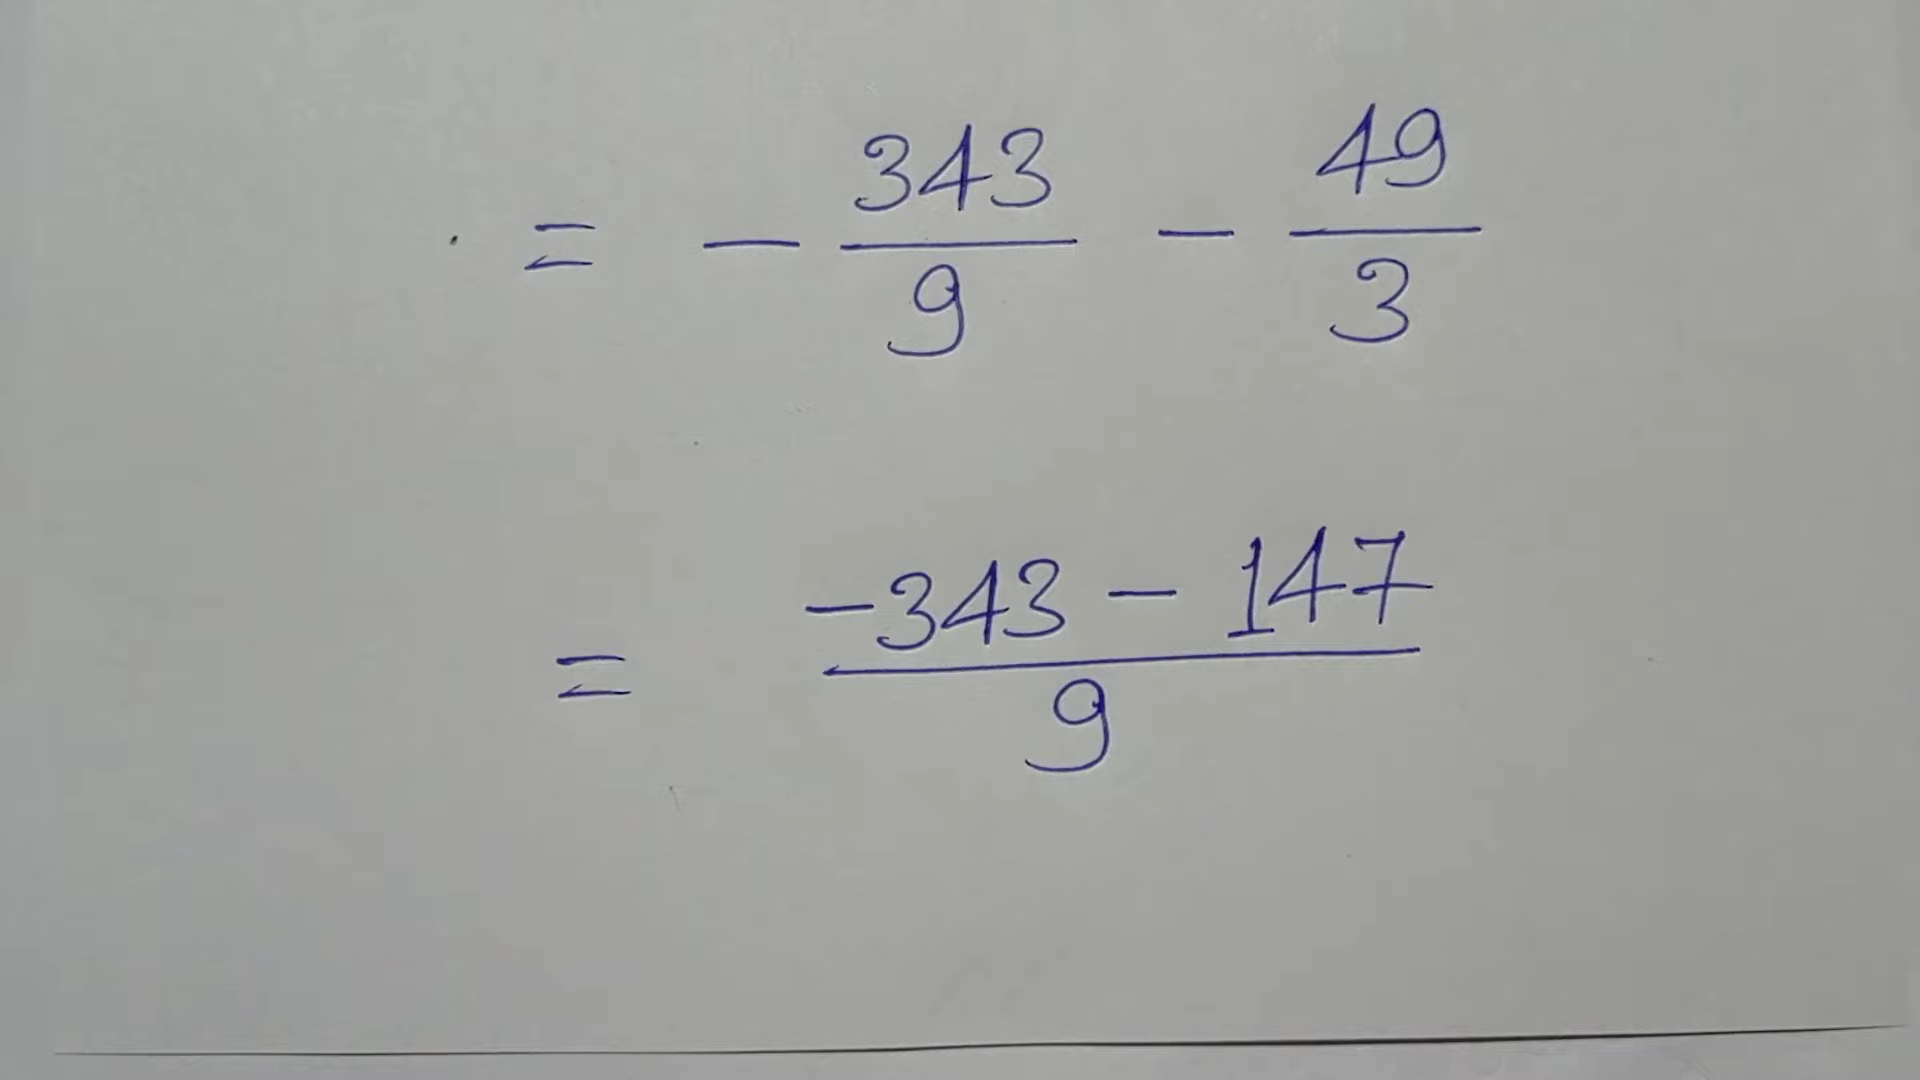 = - 343/9 - 49/3
= (-343 - 147)/9